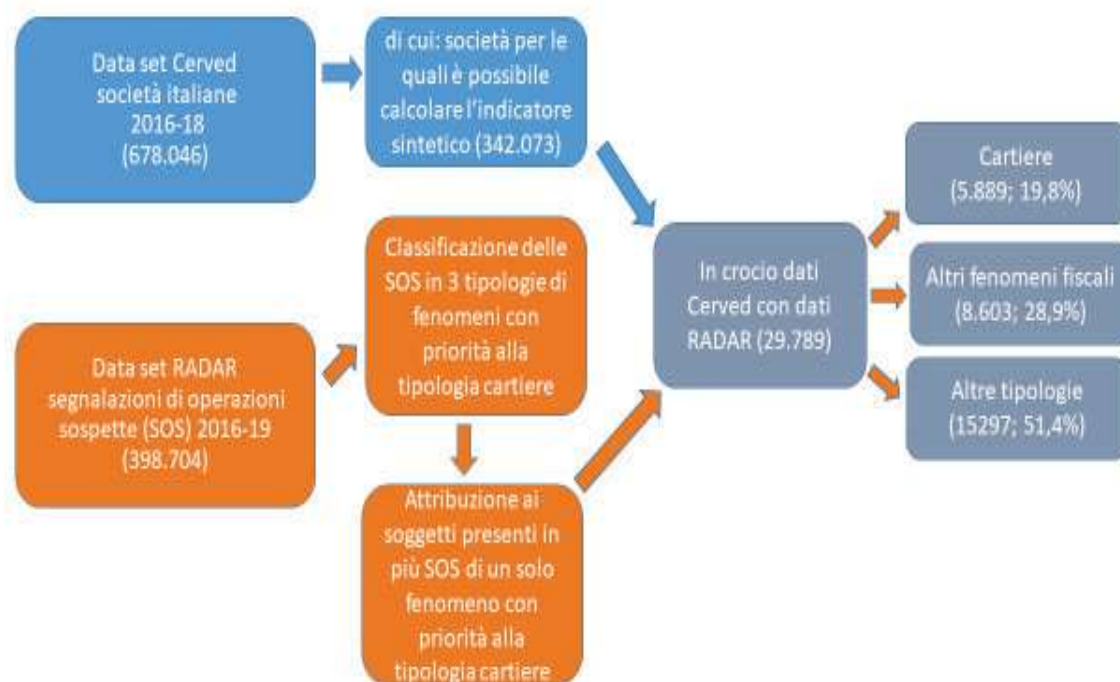 Data set Cerved
società italiane
2016-18
(678.046)
di cui: società per le
quali è possibile
calcolare l'indicatore
sintetico (342.073)
Data set RADAR
segnalazioni di operazioni
sospette (SOS) 2016-19
(398.704)
Classificazione delle
SOS in 3 tipologie di
fenomeni con
priorità alla
tipologia cartiere
Attribuzione ai
soggetti presenti in
più SOS di un solo
fenomeno con
priorità alla
tipologia cartiere
In crocio dati
Cerved con dati
RADAR (29.789)
Cartiere
(5.889; 19,8%)
Altri fenomeni fiscali
(8.603; 28,9%)
Altre tipologie
(15297; 51,4%)